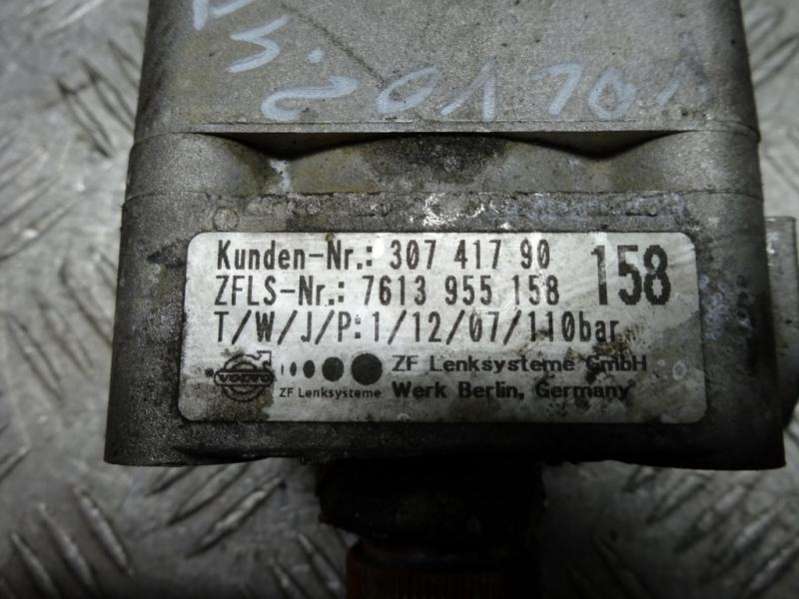 Kunden-Nr.: 307 417 90 158
ZFLS-Nr.: 7613 955 158
T/W/J/P: 1/12/07/110bar
VOLVO
ZF Lenksysteme
ZF Lenksysteme GmbH
Werk Berlin, Germany